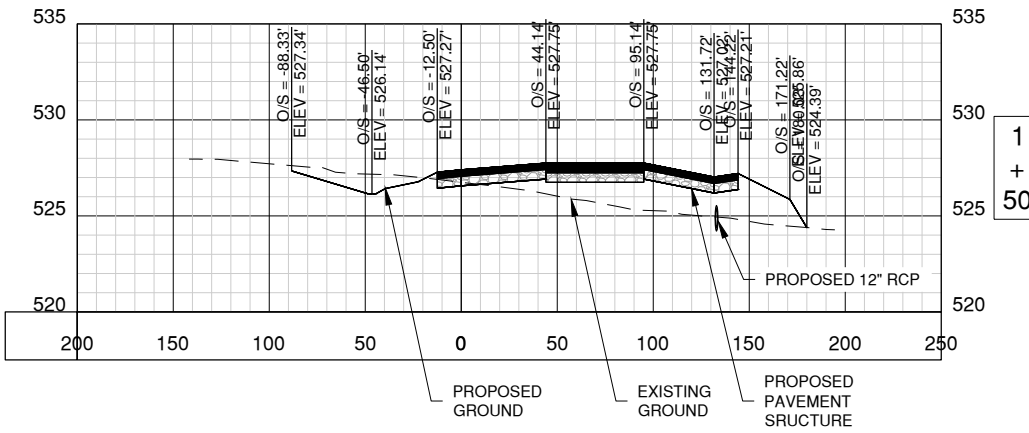 535
530
525
520
O/S = -88.33'
ELEV = 527.34'
O/S = -46.50'
ELEV = 526.14'
O/S = -12.50'
ELEV = 527.27'
O/S = 44.14'
ELEV = 527.75'
O/S = 95.14'
ELEV = 527.75'
O/S = 131.72'
ELEV = 527.02'
O/S = 144.22'
ELEV = 527.21'
O/S = 171.22'
ELEV = 524.39'
535
530
525
520
1
+
50
PROPOSED 12" RCP
200
150
100
50
0
50
100
150
200
250
PROPOSED
GROUND
EXISTING
GROUND
PROPOSED
PAVEMENT
SRUCTURE